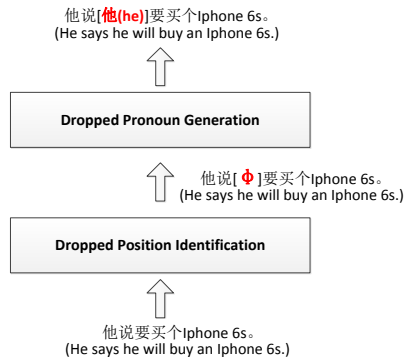 他说[他(he)]要买个Iphone 6s。
(He says he will buy an Iphone 6s.)
Dropped Pronoun Generation
他说[ Φ ]要买个Iphone 6s。
(He says he will buy an Iphone 6s.)
Dropped Position Identification
他说要买个Iphone 6s。
(He says he will buy an Iphone 6s.)